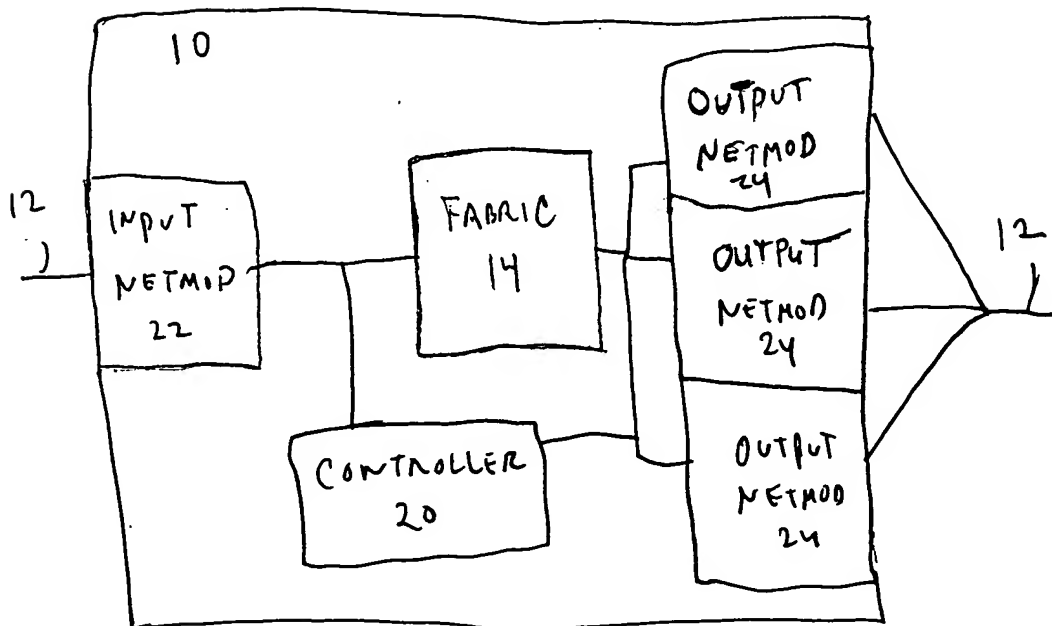 10
12
INPUT
NETMOD
22
FABRIC
14
CONTROLLER
20
OUTPUT
NETMOD
24
OUTPUT
NETMOD
24
OUTPUT
NETMOD
24
12